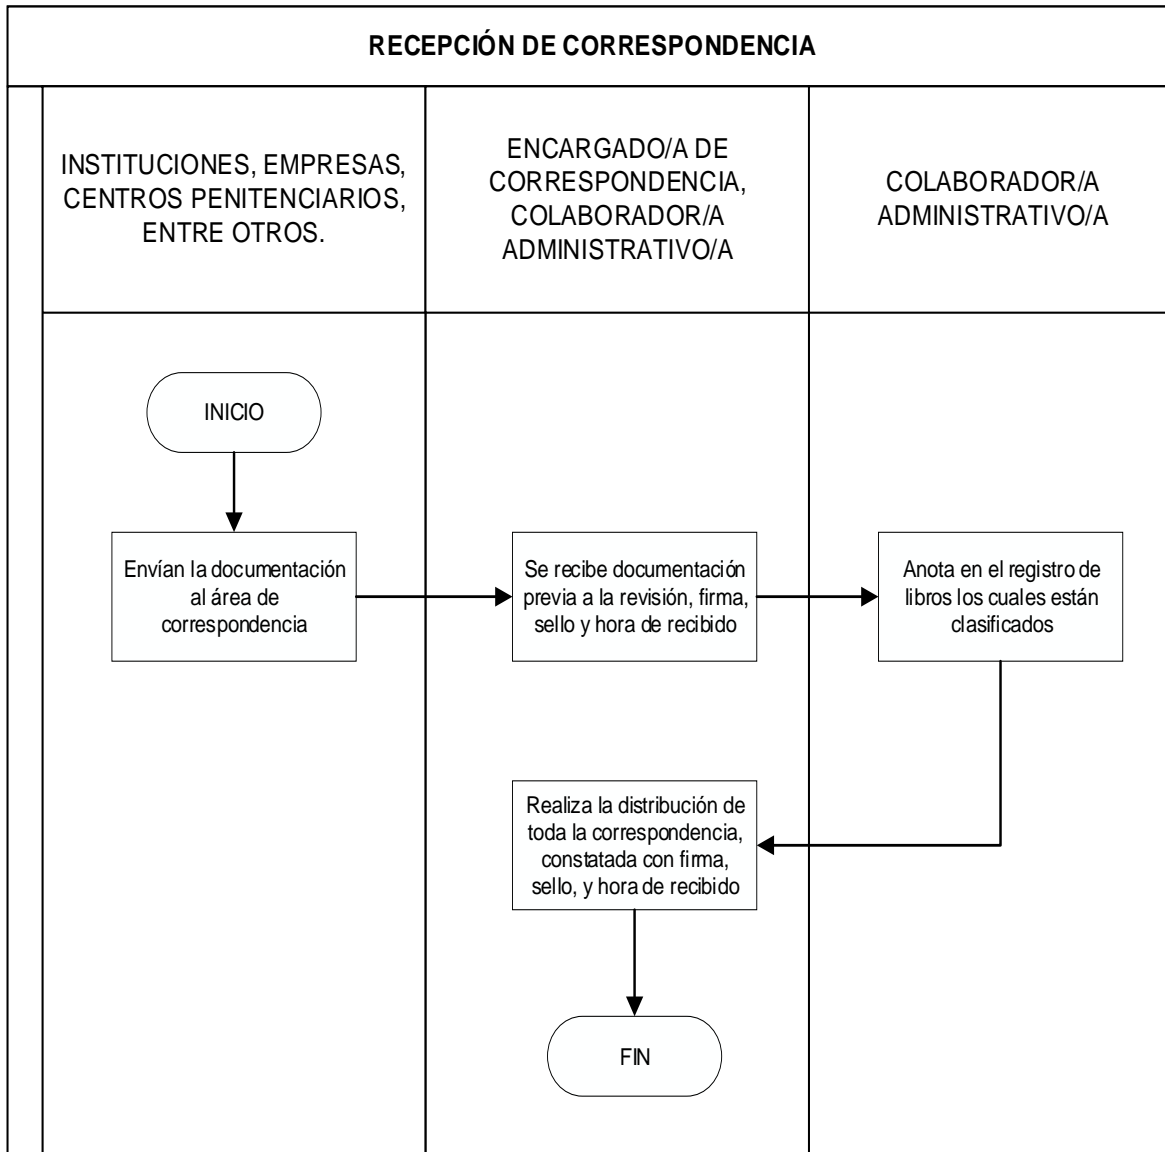 RECEPCIÓN DE CORRESPONDENCIA
INSTITUCIONES, EMPRESAS,
CENTROS PENITENCIARIOS,
ENTRE OTROS.
ENCARGADO/A DE
CORRESPONDENCIA,
COLABORADOR/A
ADMINISTRATIVO/A
COLABORADOR/A
ADMINISTRATIVO/A
INICIO
Envían la documentación
al área de
correspondencia
Se recibe documentación
previa a la revisión, firma,
sello y hora de recibido
Anota en el registro de
libros los cuales están
clasificados
Realiza la distribución de
toda la correspondencia,
constatada con firma,
sello, y hora de recibido
FIN